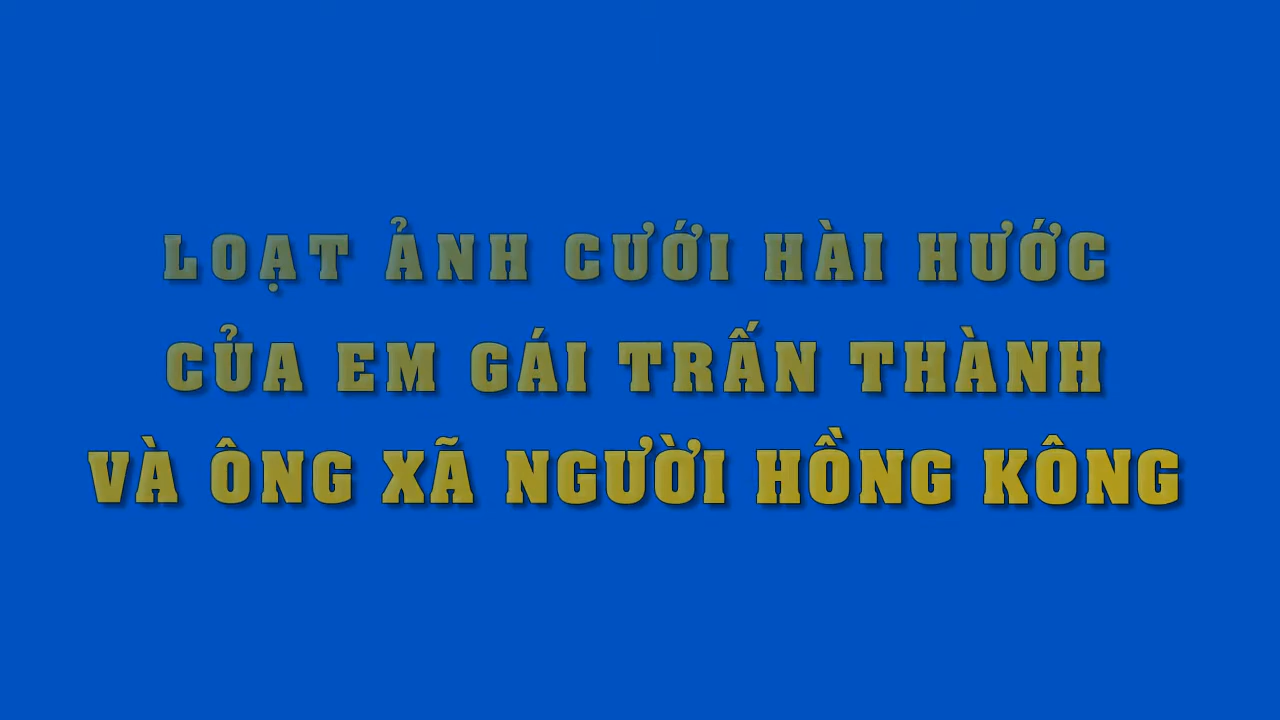 LOẠT ẢNH CƯỚI HÀI HƯỚC
CỦA EM GÁI TRẤN THÀNH
VÀ ÔNG XÃ NGƯỜI HỒNG KÔNG